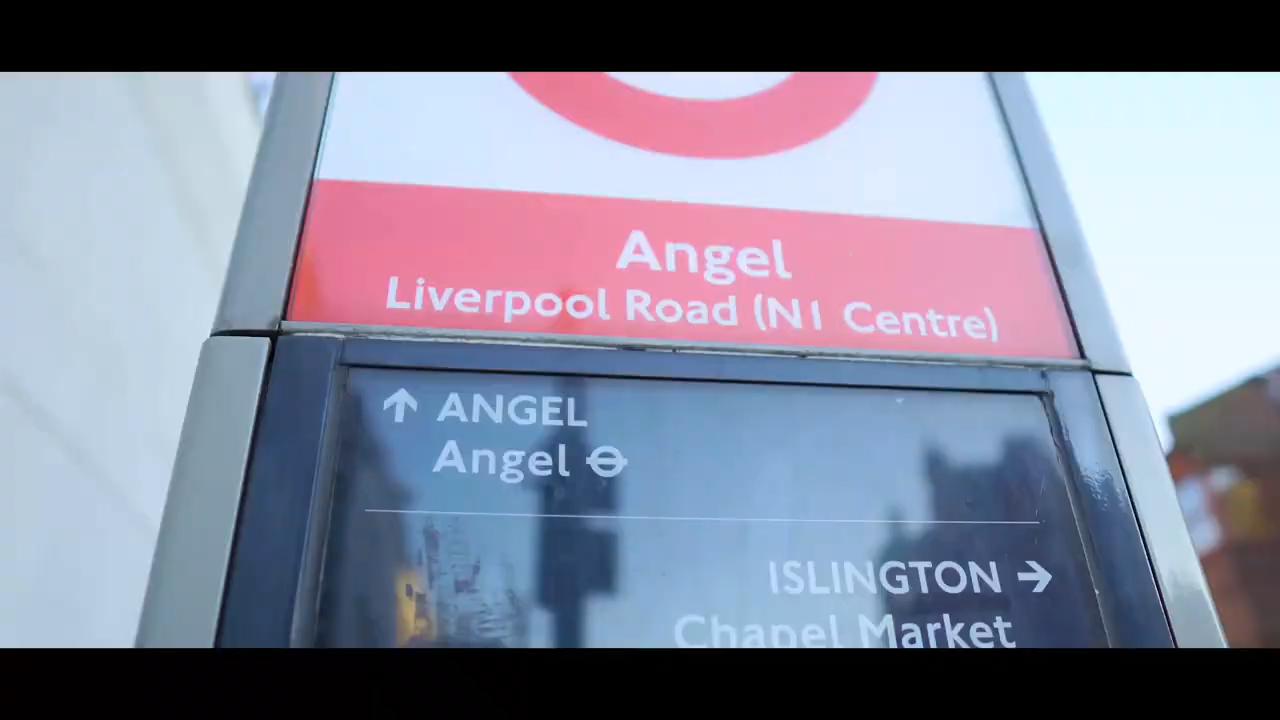 Angel
Liverpool Road (N1 Centre)
↑ ANGEL
Angel
ISLINGTON →
Chapel Market